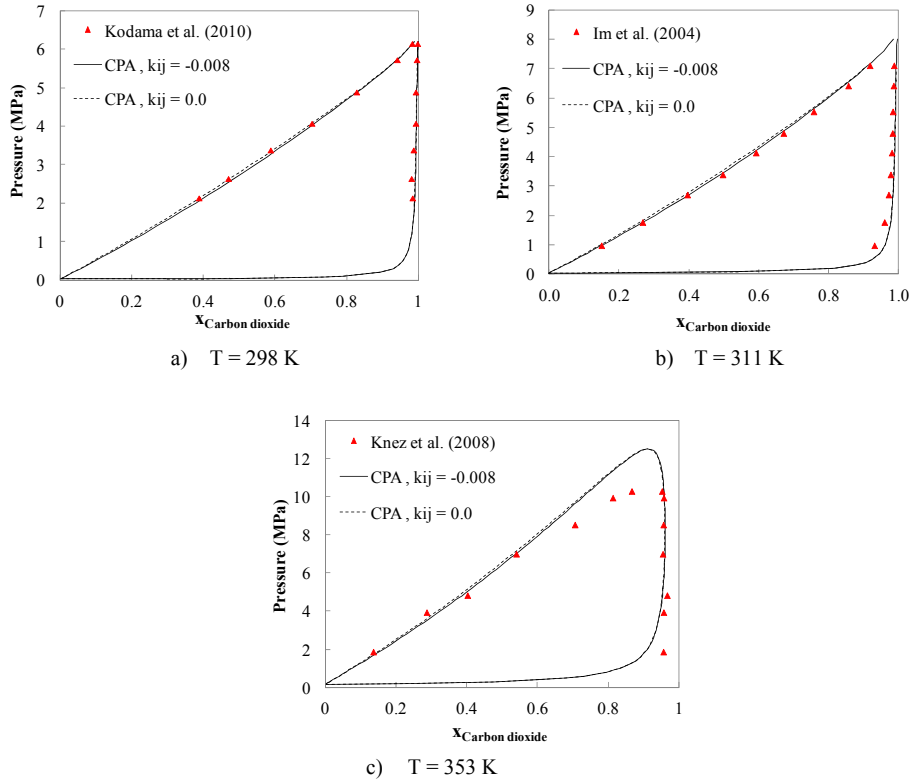 Kodama et al. (2010)
CPA , kij = -0.008
CPA , kij = 0.0
Pressure (MPa)
7
6
5
4
3
2
1
0
0 0.2 0.4 0.6 0.8 1
xCarbon dioxide
a) T = 298 K
Im et al. (2004)
CPA , kij = -0.008
CPA , kij = 0.0
Pressure (MPa)
9
8
7
6
5
4
3
2
1
0
0.0 0.2 0.4 0.6 0.8 1.0
xCarbon dioxide
b) T = 311 K
Knez et al. (2008)
CPA , kij = -0.008
CPA , kij = 0.0
Pressure (MPa)
14
12
10
8
6
4
2
0
0 0.2 0.4 0.6 0.8 1
xCarbon dioxide
c) T = 353 K